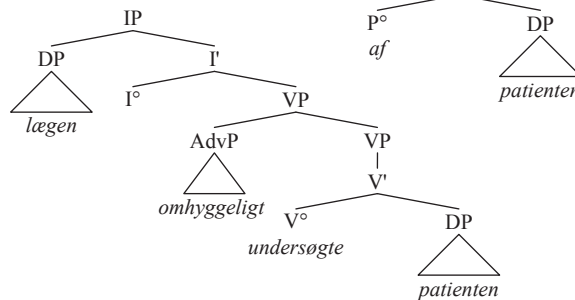 IP P° DP
DP I' af
I° VP patienten
lægen
AdvP VP
V'
omhyggeligt V° DP
undersøgte
patienten